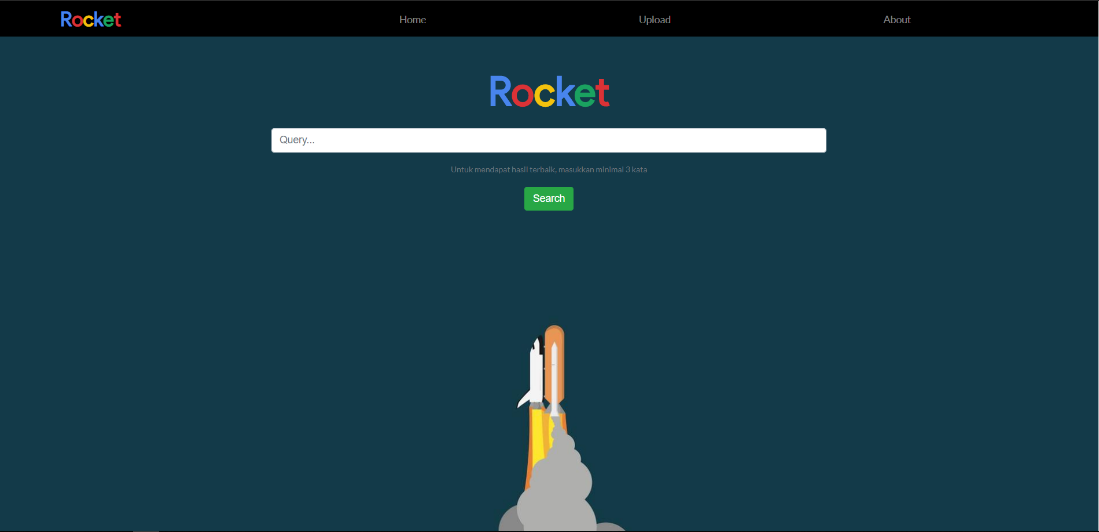 Rocket Home Upload About
Rocket
Query...
Untuk mendapat hasil terbaik, masukkan minimal 3 kata
Search